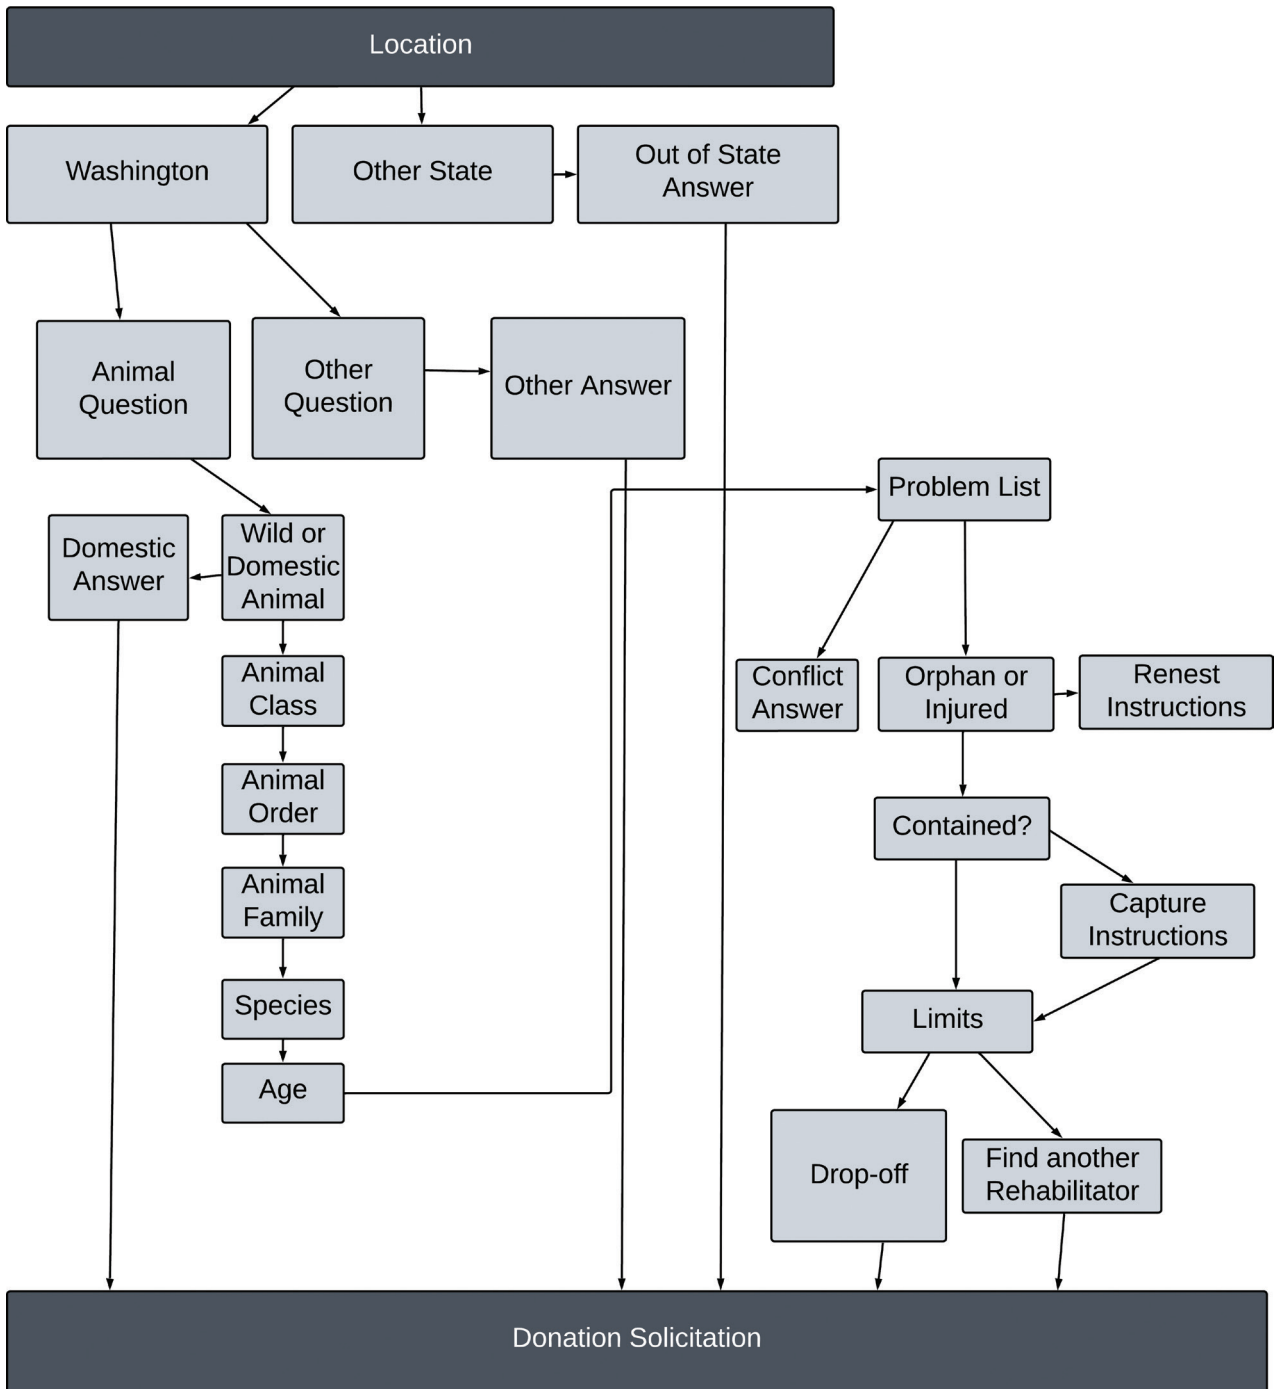 Location
Washington
Other State
Out of State
Answer
Animal
Question
Other
Question
Other Answer
Problem List
Domestic
Answer
Wild or
Domestic
Animal
Animal
Class
Conflict
Answer
Orphan or
Injured
Renest
Instructions
Animal
Order
Contained?
Animal
Family
Capture
Instructions
Species
Limits
Age
Drop-off
Find another
Rehabilitator
Donation Solicitation